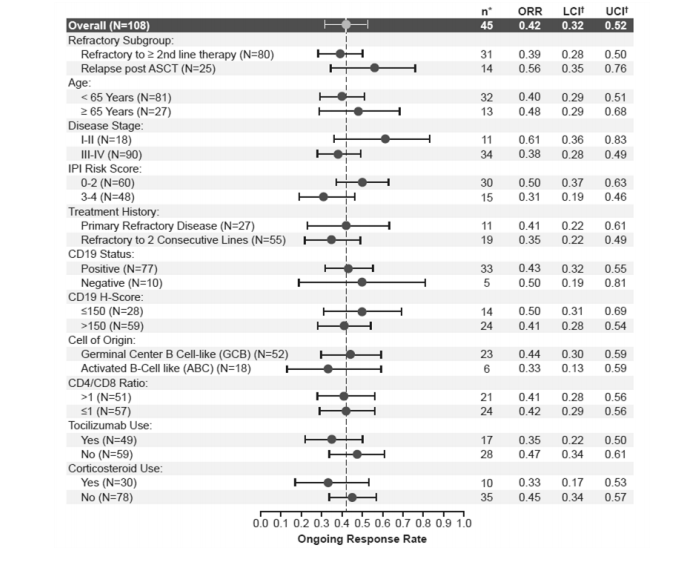 n* ORR LCI† UCI†
Overall (N=108) 45 0.42 0.32 0.52
Refractory Subgroup:
Refractory to ≥ 2nd line therapy (N=80) 31 0.39 0.28 0.50
Relapse post ASCT (N=25) 14 0.56 0.35 0.76
Age:
< 65 Years (N=81) 32 0.40 0.29 0.51
≥ 65 Years (N=27) 13 0.48 0.29 0.68
Disease Stage:
I-II (N=18) 11 0.61 0.36 0.83
III-IV (N=90) 34 0.38 0.28 0.49
IPI Risk Score:
0-2 (N=60) 30 0.50 0.37 0.63
3-4 (N=48) 15 0.31 0.19 0.46
Treatment History:
Primary Refractory Disease (N=27) 11 0.41 0.22 0.61
Refractory to 2 Consecutive Lines (N=55) 19 0.35 0.22 0.49
CD19 Status:
Positive (N=77) 33 0.43 0.32 0.55
Negative (N=10) 5 0.50 0.19 0.81
CD19 H-Score:
≤150 (N=28) 14 0.50 0.31 0.69
>150 (N=59) 24 0.41 0.28 0.54
Cell of Origin:
Germinal Center B Cell-like (GCB) (N=52) 23 0.44 0.30 0.59
Activated B-Cell like (ABC) (N=18) 6 0.33 0.13 0.59
CD4/CD8 Ratio:
>1 (N=51) 21 0.41 0.28 0.56
≤1 (N=57) 24 0.42 0.29 0.56
Tocilizumab Use:
Yes (N=49) 17 0.35 0.22 0.50
No (N=59) 28 0.47 0.34 0.61
Corticosteroid Use:
Yes (N=30) 10 0.33 0.17 0.53
No (N=78) 35 0.45 0.34 0.57
0.0 0.1 0.2 0.3 0.4 0.5 0.6 0.7 0.8 0.9 1.0
Ongoing Response Rate